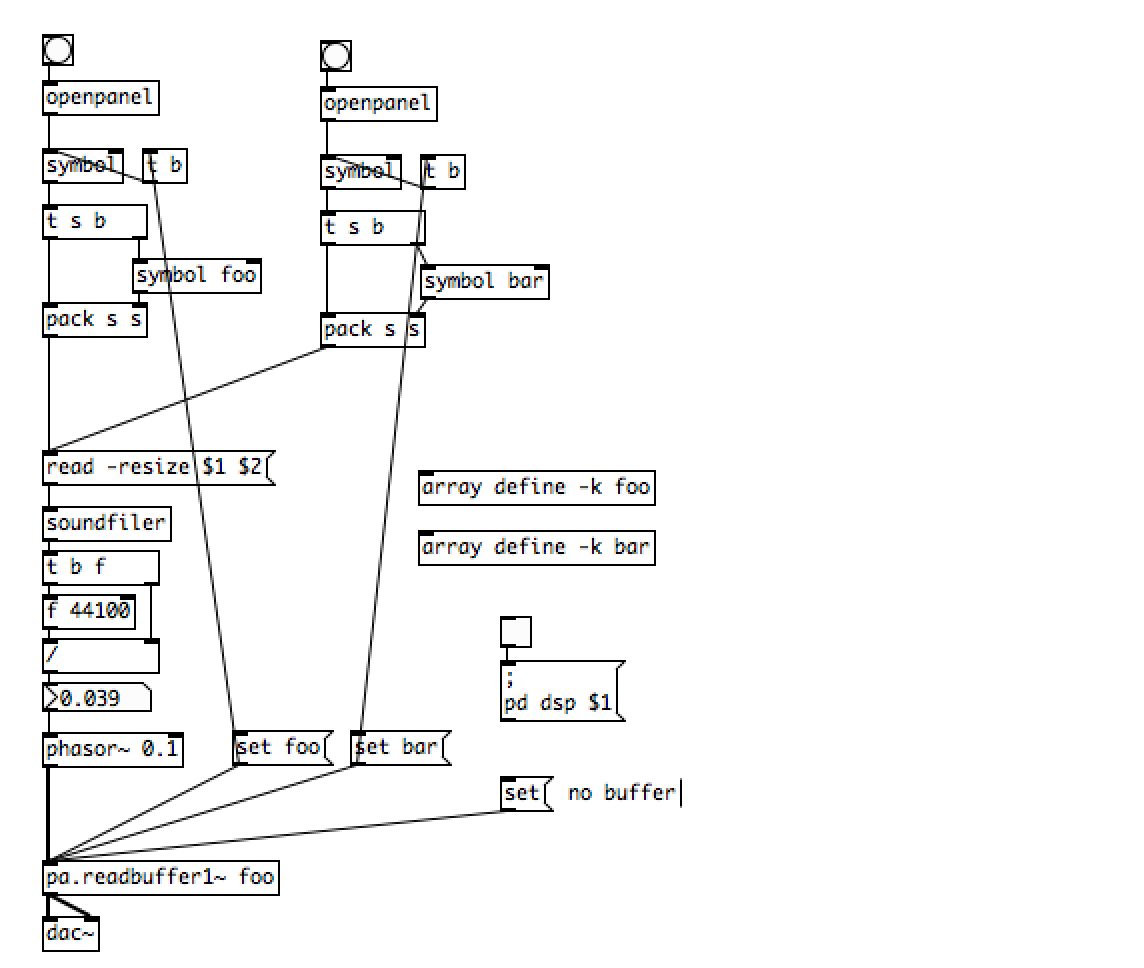 openpanel
openpanel
symbol
t b
symbol
t b
t s b
t s b
symbol foo
symbol bar
pack s s
pack s s
read -resize $1 $2
array define -k foo
soundfiler
array define -k bar
t b f
f 44100
/
;
pd dsp $1
0.039
phasor~ 0.1
set foo
set bar
set
no buffer
pa.readbuffer1~ foo
dac~